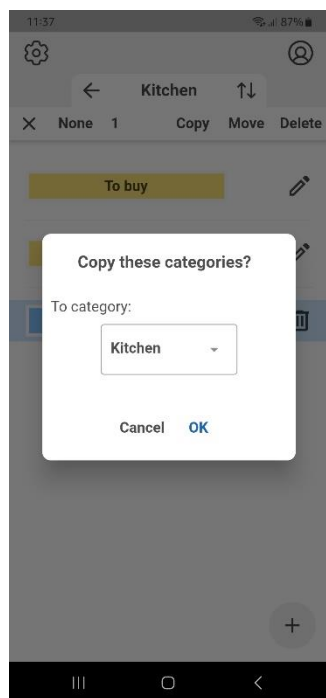 11:37 87%
Kitchen
None 1 Copy Move Delete
To buy
Copy these categories?
To category:
Kitchen
Cancel OK